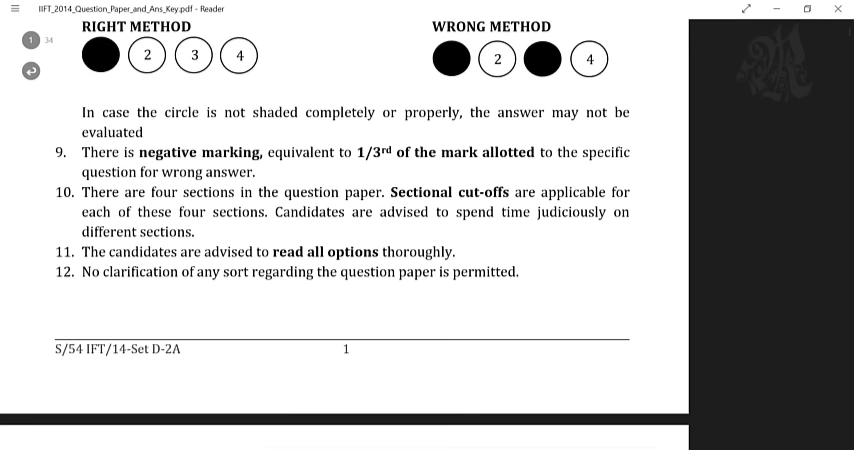 IIFT_2014_Question_Paper_and_Ans_Key.pdf - Reader
RIGHT METHOD WRONG METHOD
1 34
2 3 4 2 4
In case the circle is not shaded completely or properly, the answer may not be
evaluated
9. There is negative marking, equivalent to 1/3rd of the mark allotted to the specific
question for wrong answer.
10. There are four sections in the question paper. Sectional cut-offs are applicable for
each of these four sections. Candidates are advised to spend time judiciously on
different sections.
11. The candidates are advised to read all options thoroughly.
12. No clarification of any sort regarding the question paper is permitted.
S/54 IFT/14-Set D-2A 1